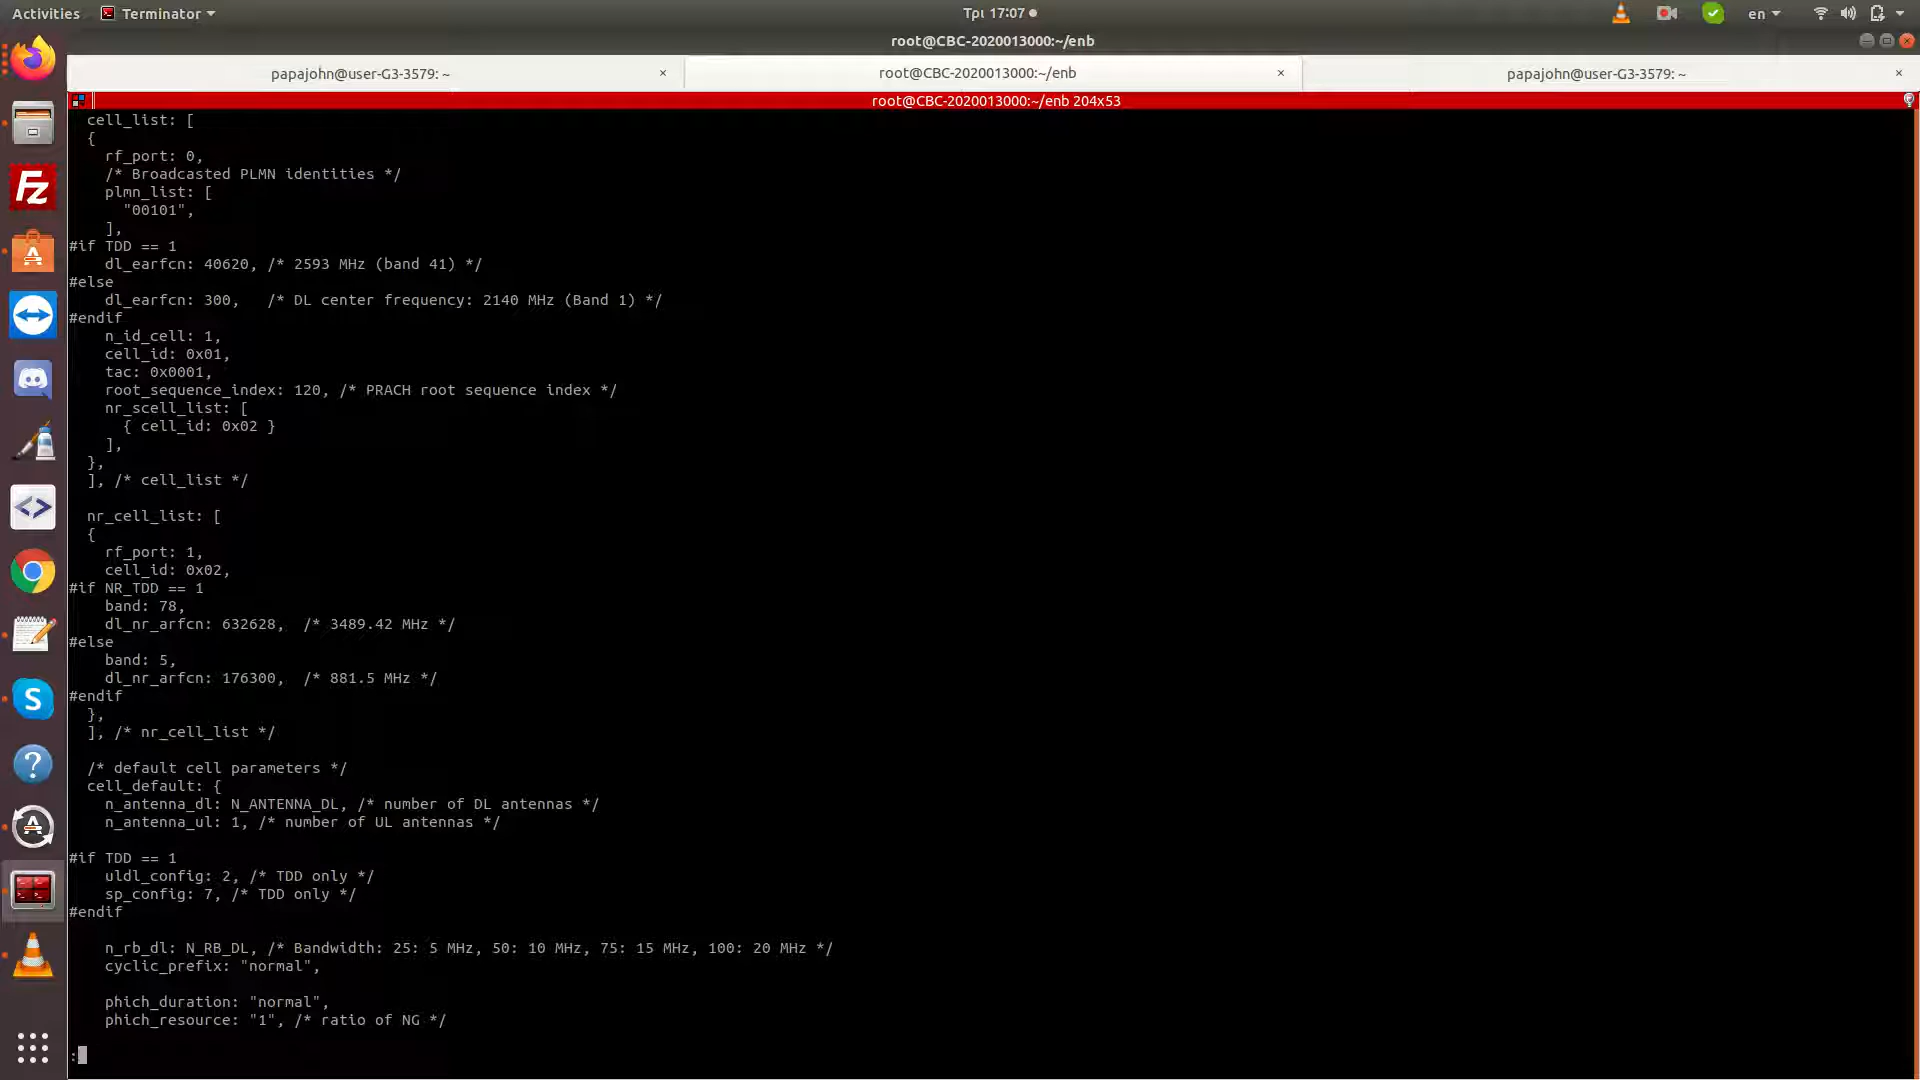 Activities
Terminator
Τρι 17:07
en
root@CBC-2020013000:~/enb
papajohn@user-G3-3579: ~
root@CBC-2020013000:~/enb
papajohn@user-G3-3579: ~
root@CBC-2020013000:~/enb 204x53
cell_list: [
{
rf_port: 0,
/* Broadcasted PLMN identities */
plmn_list: [
"00101",
],
#if TDD == 1
dl_earfcn: 40620, /* 2593 MHz (band 41) */
#else
dl_earfcn: 300,   /* DL center frequency: 2140 MHz (Band 1) */
#endif
n_id_cell: 1,
cell_id: 0x01,
tac: 0x0001,
root_sequence_index: 120, /* PRACH root sequence index */
nr_scell_list: [
{ cell_id: 0x02 }
],
},
], /* cell_list */
nr_cell_list: [
{
rf_port: 1,
cell_id: 0x02,
#if NR_TDD == 1
band: 78,
dl_nr_arfcn: 632628,  /* 3489.42 MHz */
#else
band: 5,
dl_nr_arfcn: 176300,  /* 881.5 MHz */
#endif
},
], /* nr_cell_list */
/* default cell parameters */
cell_default: {
n_antenna_dl: N_ANTENNA_DL, /* number of DL antennas */
n_antenna_ul: 1, /* number of UL antennas */
#if TDD == 1
uldl_config: 2, /* TDD only */
sp_config: 7, /* TDD only */
#endif
n_rb_dl: N_RB_DL, /* Bandwidth: 25: 5 MHz, 50: 10 MHz, 75: 15 MHz, 100: 20 MHz */
cyclic_prefix: "normal",
phich_duration: "normal",
phich_resource: "1", /* ratio of NG */
: